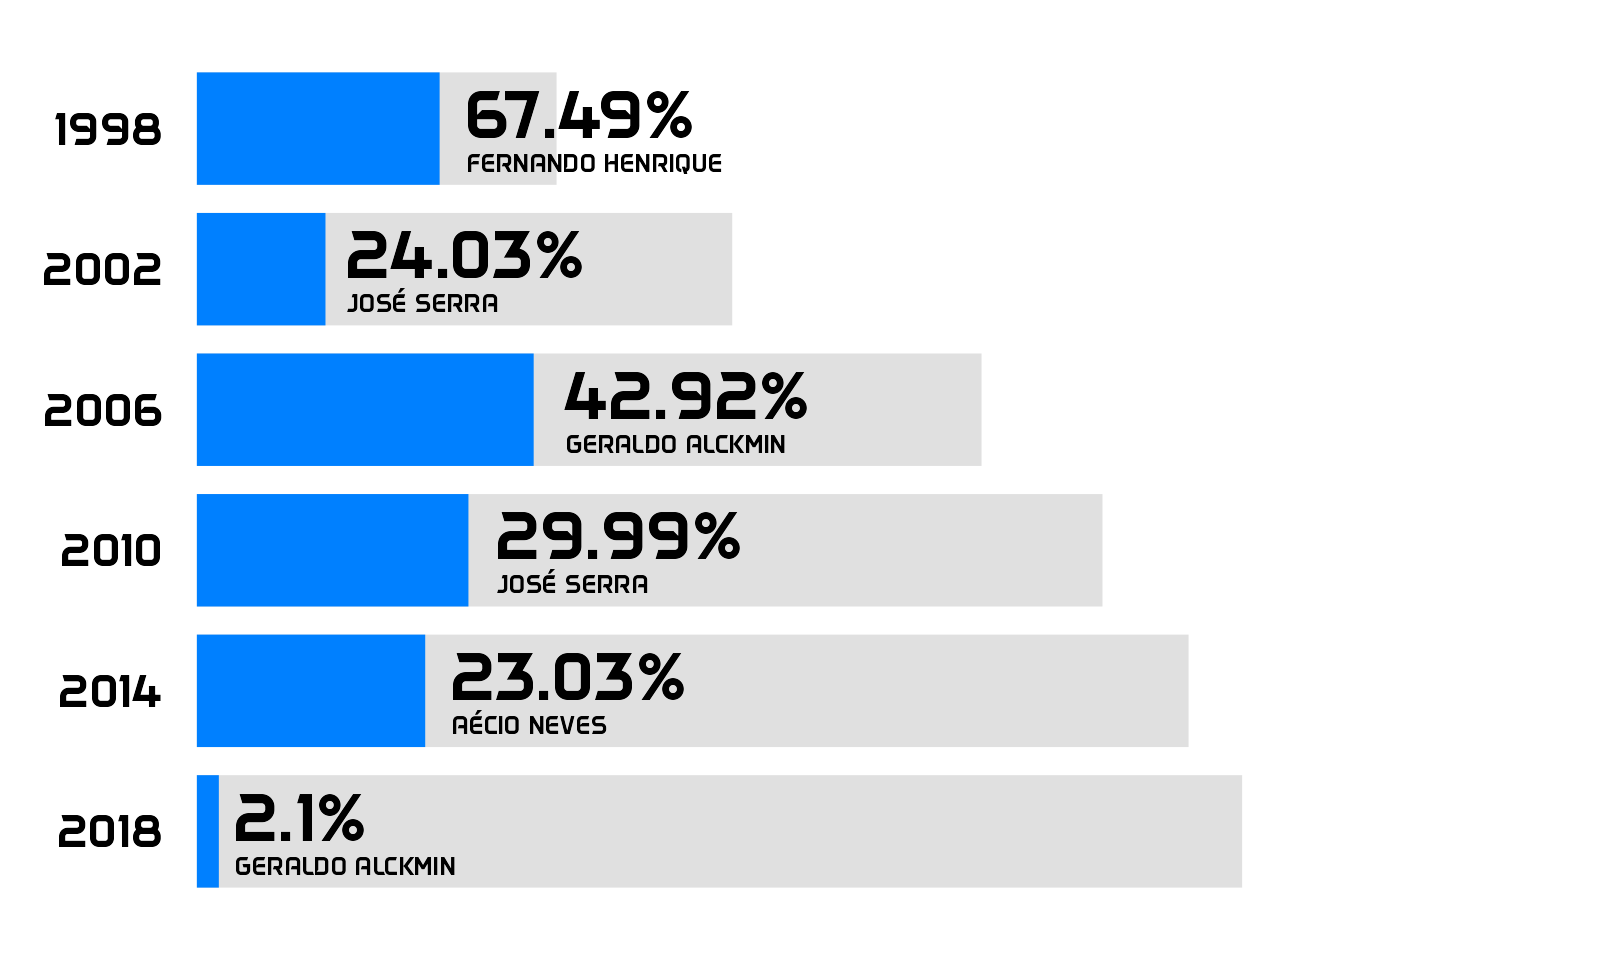 1998
67.49%
FERNANDO HENRIQUE
2002
24.03%
JOSÉ SERRA
2006
42.92%
GERALDO ALCKMIN
2010
29.99%
JOSÉ SERRA
2014
23.03%
AÉCIO NEVES
2018
2.1%
GERALDO ALCKMIN